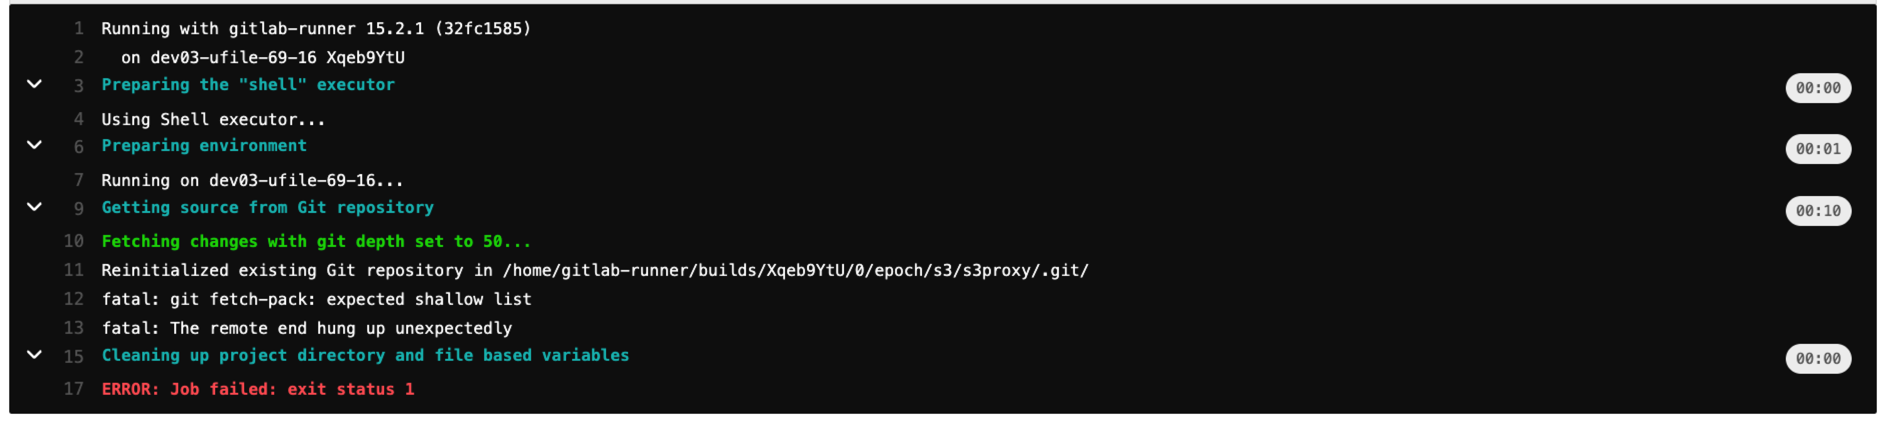 1 Running with gitlab-runner 15.2.1 (32fc1585)
2 on dev03-ufile-69-16 Xqeb9YtU
3 Preparing the "shell" executor 00:00
4 Using Shell executor...
6 Preparing environment 00:01
7 Running on dev03-ufile-69-16...
9 Getting source from Git repository 00:10
10 Fetching changes with git depth set to 50...
11 Reinitialized existing Git repository in /home/gitlab-runner/builds/Xqeb9YtU/0/epoch/s3/s3proxy/.git/
12 fatal: git fetch-pack: expected shallow list
13 fatal: The remote end hung up unexpectedly
15 Cleaning up project directory and file based variables 00:00
17 ERROR: Job failed: exit status 1